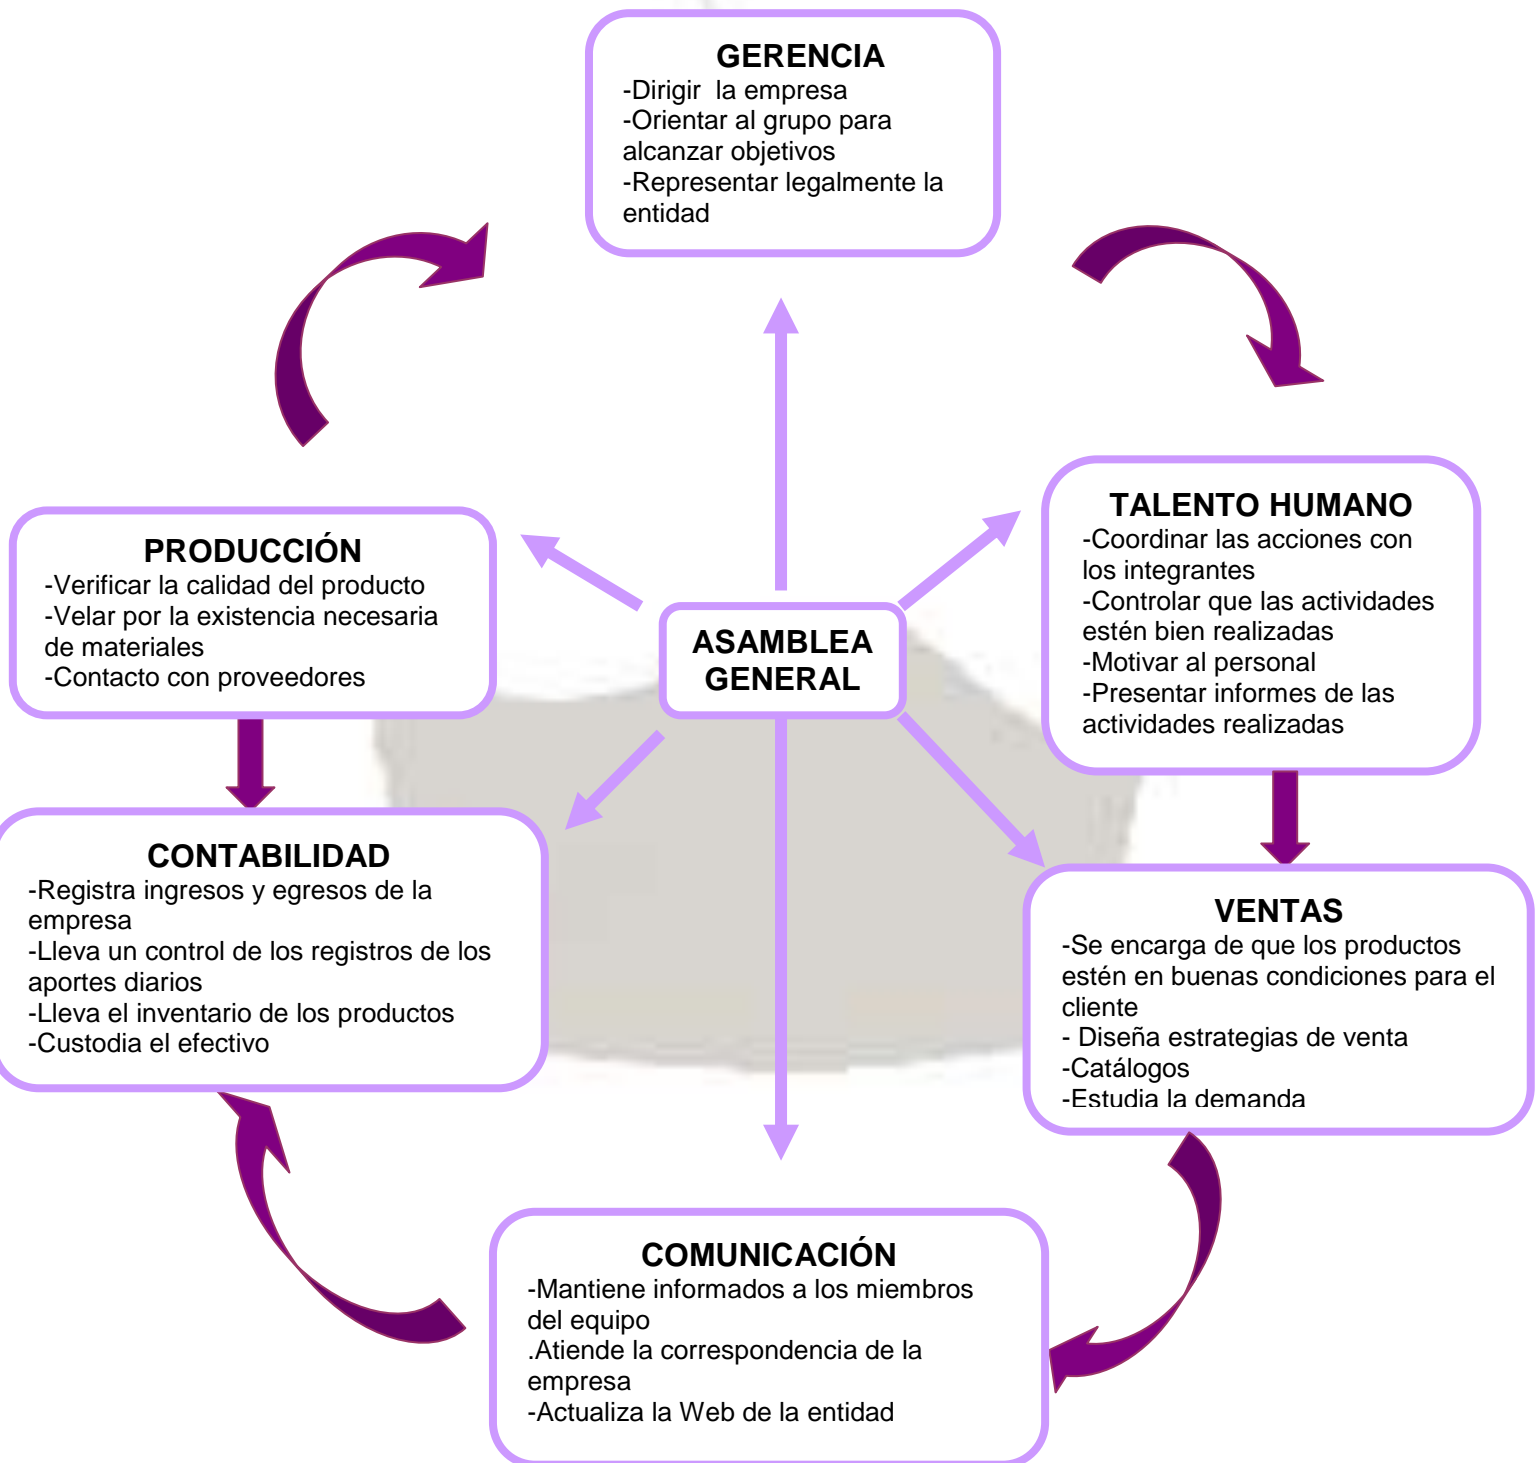 GERENCIA
-Dirigir  la empresa
-Orientar al grupo para
alcanzar objetivos
-Representar legalmente la
entidad
TALENTO HUMANO
-Coordinar las acciones con
los integrantes
-Controlar que las actividades
estén bien realizadas
-Motivar al personal
-Presentar informes de las
actividades realizadas
PRODUCCIÓN
-Verificar la calidad del producto
-Velar por la existencia necesaria
de materiales
-Contacto con proveedores
ASAMBLEA
GENERAL
CONTABILIDAD
-Registra ingresos y egresos de la
empresa
-Lleva un control de los registros de los
aportes diarios
-Lleva el inventario de los productos
-Custodia el efectivo
VENTAS
-Se encarga de que los productos
estén en buenas condiciones para el
cliente
- Diseña estrategias de venta
-Catálogos
-Estudia la demanda
COMUNICACIÓN
-Mantiene informados a los miembros
del equipo
.Atiende la correspondencia de la
empresa
-Actualiza la Web de la entidad